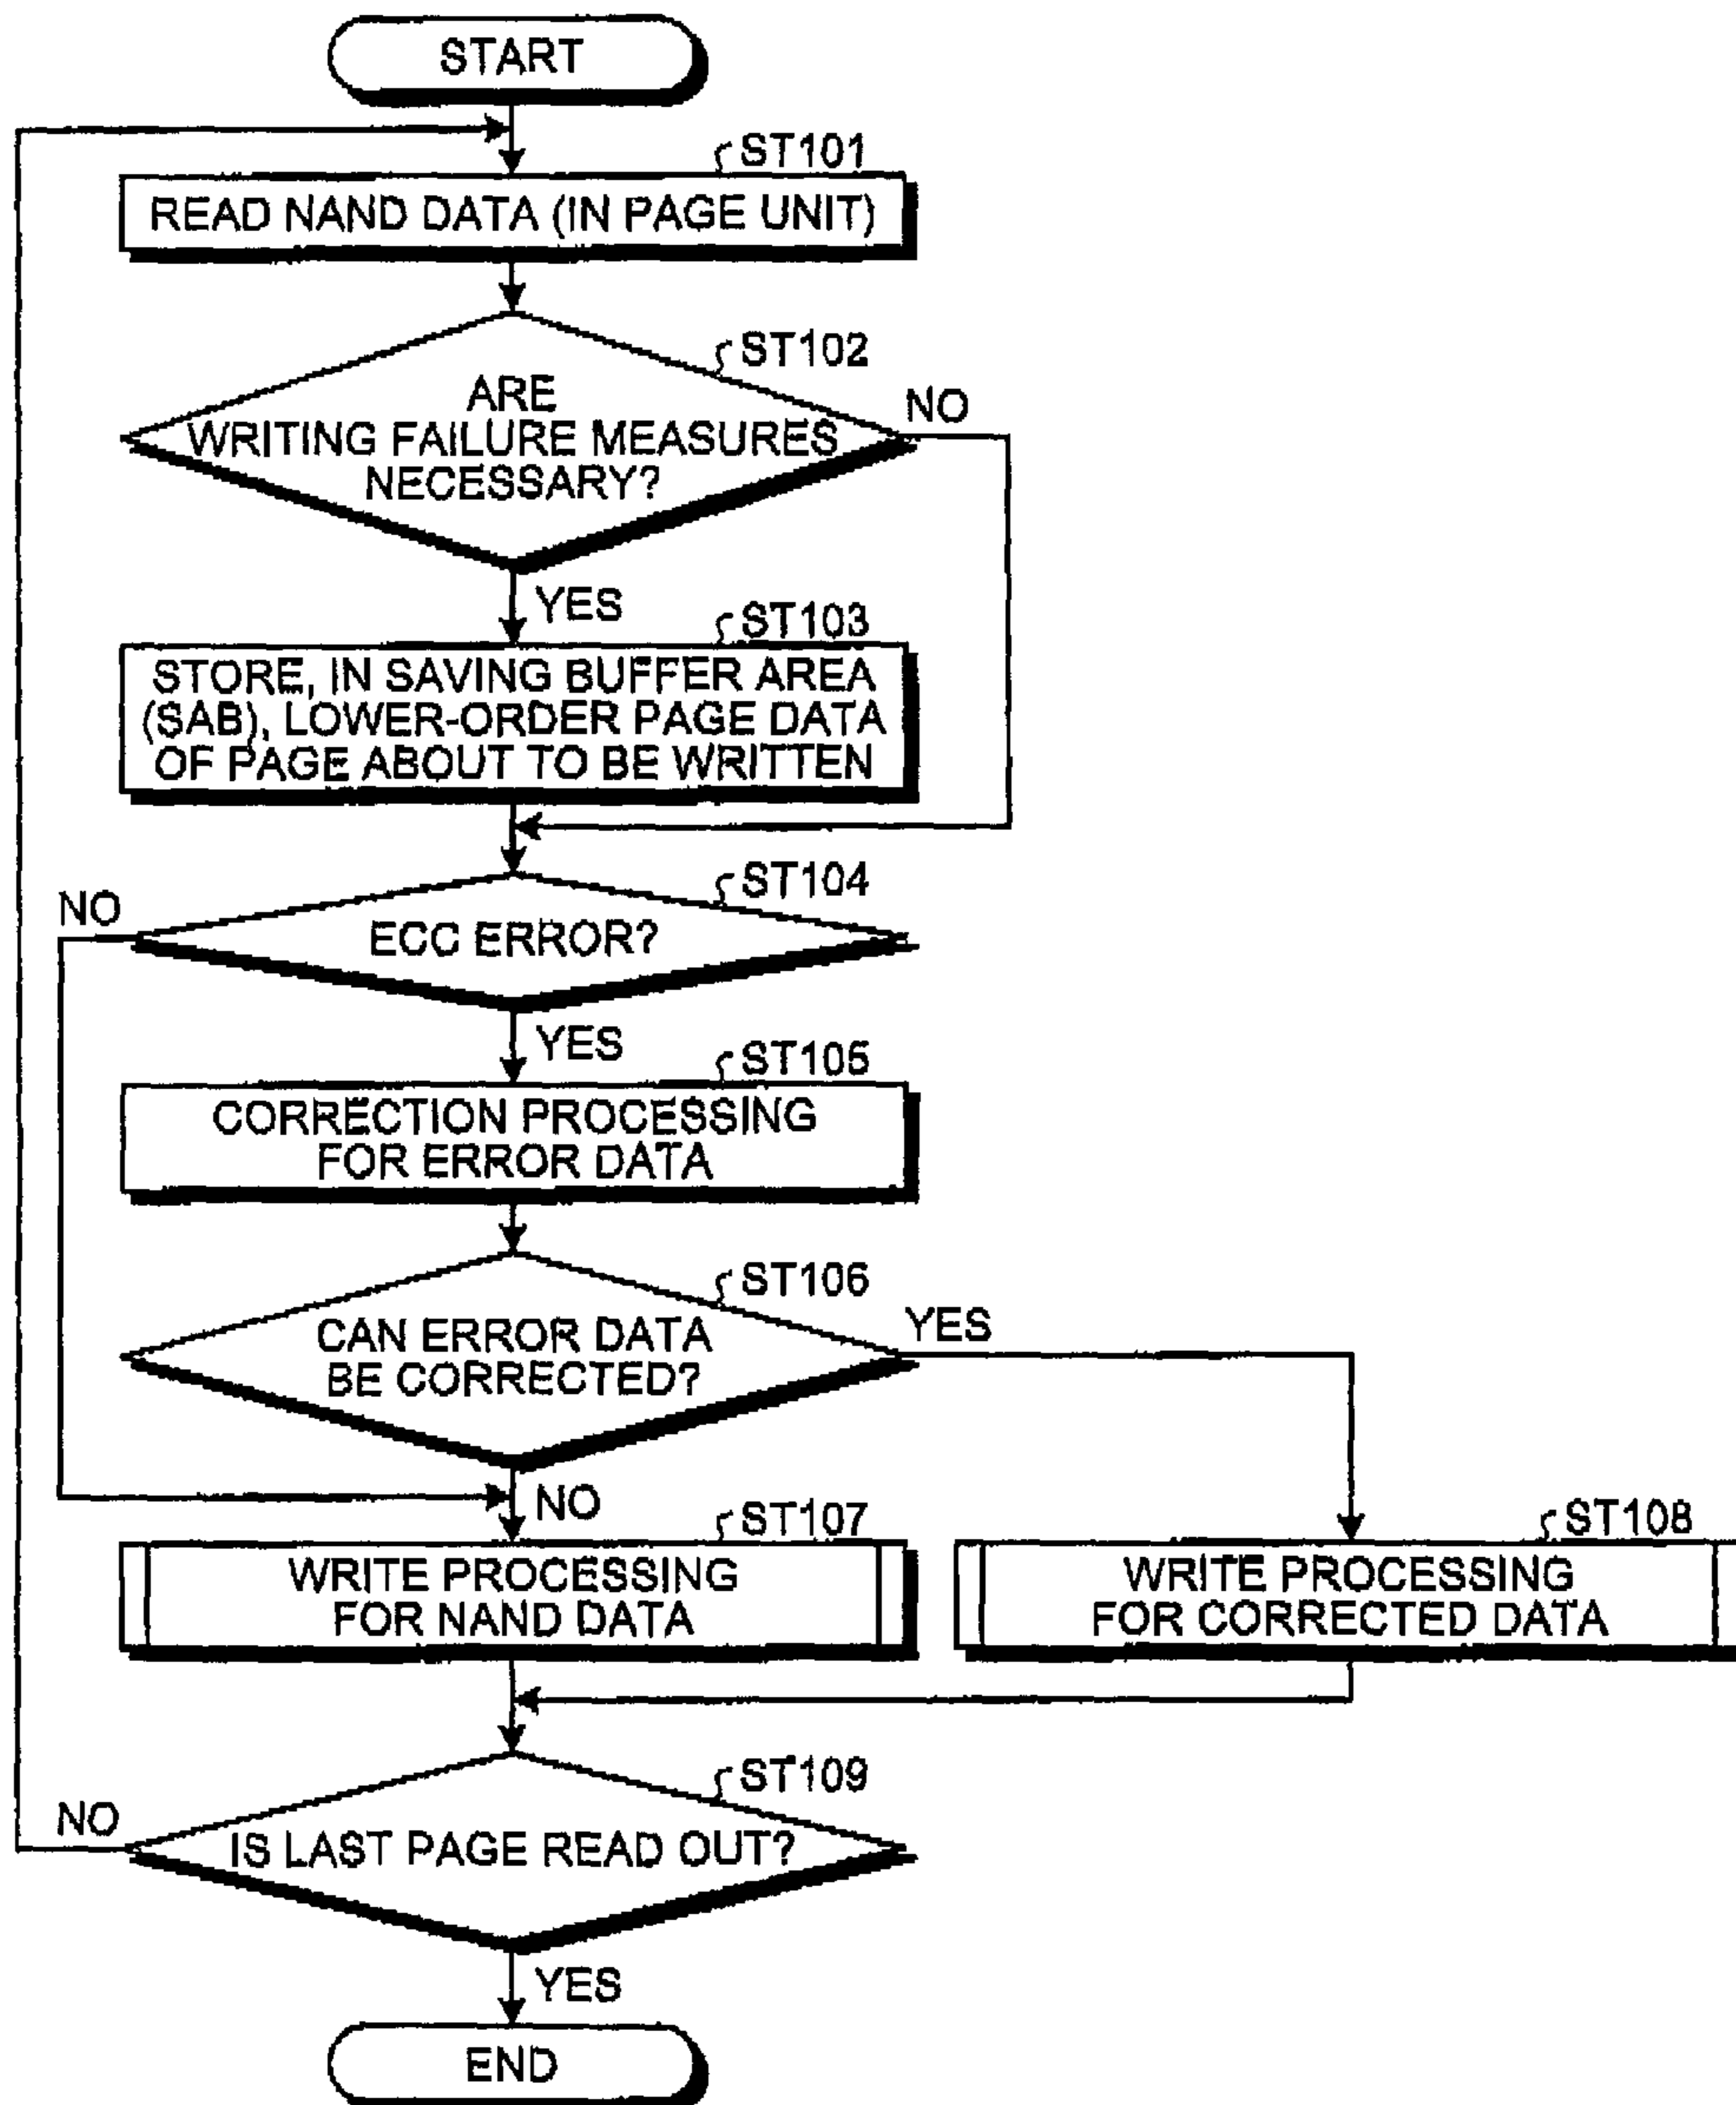 START
ST101
READ NAND DATA (IN PAGE UNIT)
ST102
ARE
WRITING FAILURE MEASURES
NECESSARY?
NO
YES
ST103
STORE, IN SAVING BUFFER AREA
(SAB), LOWER-ORDER PAGE DATA
OF PAGE ABOUT TO BE WRITTEN
ST104
NO
ECC ERROR?
YES
ST105
CORRECTION PROCESSING
FOR ERROR DATA
ST106
CAN ERROR DATA
BE CORRECTED?
YES
NO
ST107
WRITE PROCESSING
FOR NAND DATA
ST108
WRITE PROCESSING
FOR CORRECTED DATA
ST109
NO
IS LAST PAGE READ OUT?
YES
END